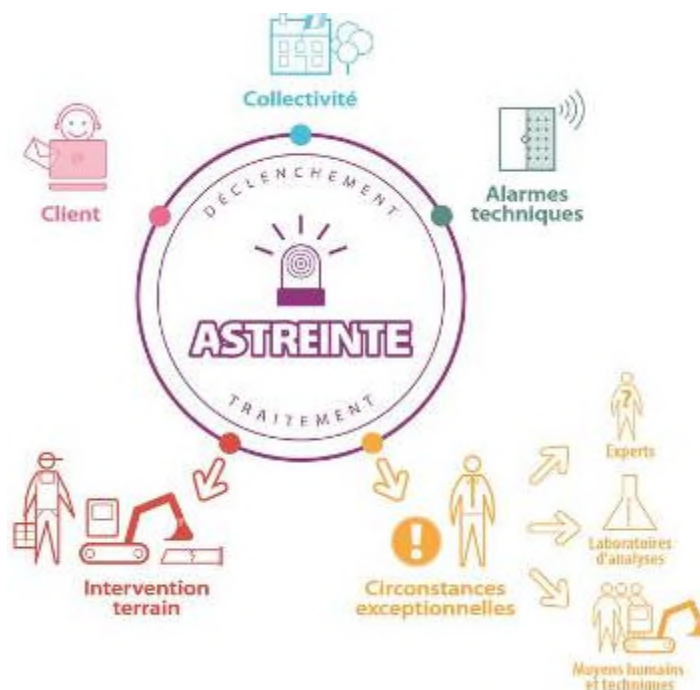 Collectivité
Client
Alarmes
techniques
DÉCLENCHEMENT
ASTREINTE
TRAITEMENT
Intervention
terrain
!
Circonstances
exceptionnelles
?
Experts
Laboratoires
d'analyses
Moyens humains
et techniques